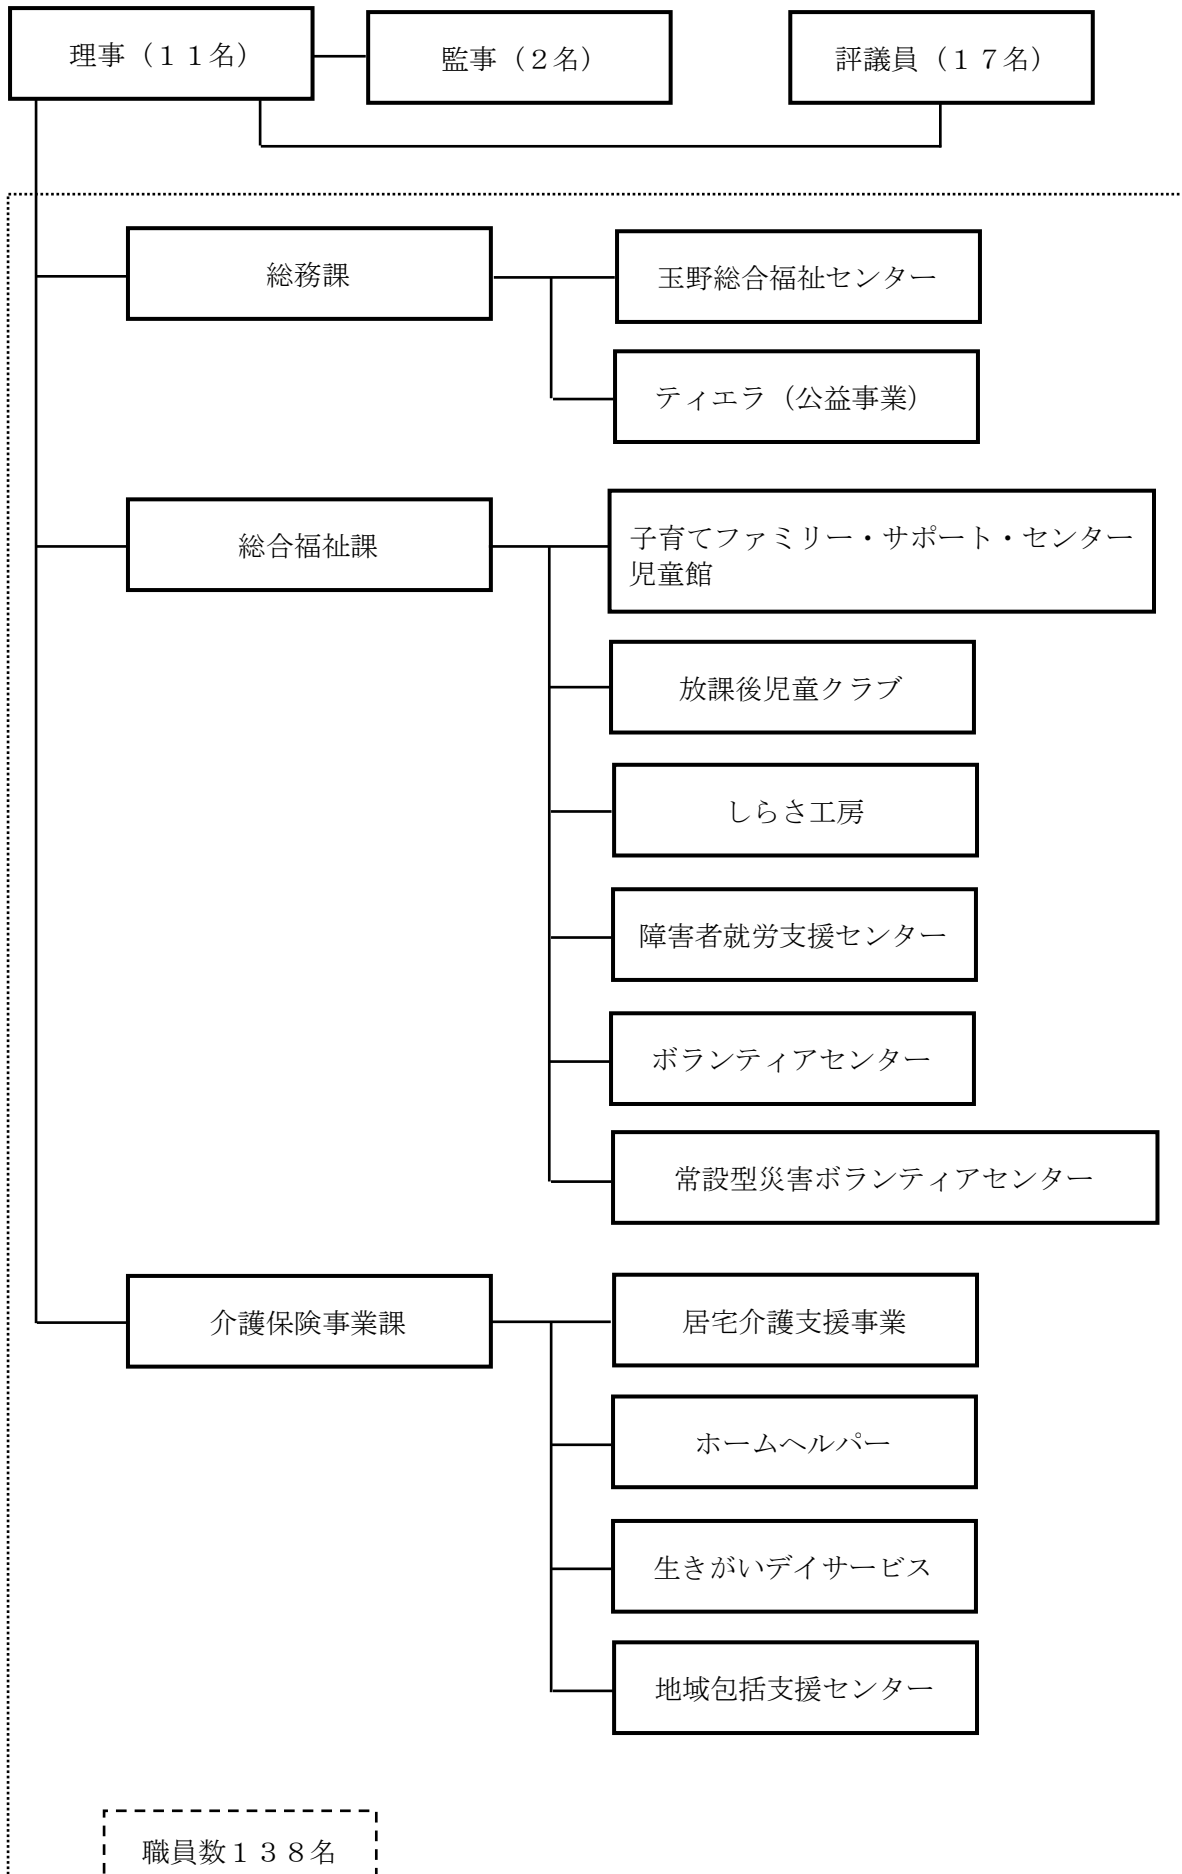 理事（１１名）
監事（２名）
評議員（１７名）
総務課
玉野総合福祉センター
ティエラ（公益事業）
総合福祉課
子育てファミリー・サポート・センター
児童館
放課後児童クラブ
しらさ工房
障害者就労支援センター
ボランティアセンター
常設型災害ボランティアセンター
介護保険事業課
居宅介護支援事業
ホームヘルパー
生きがいデイサービス
地域包括支援センター
職員数１３８名